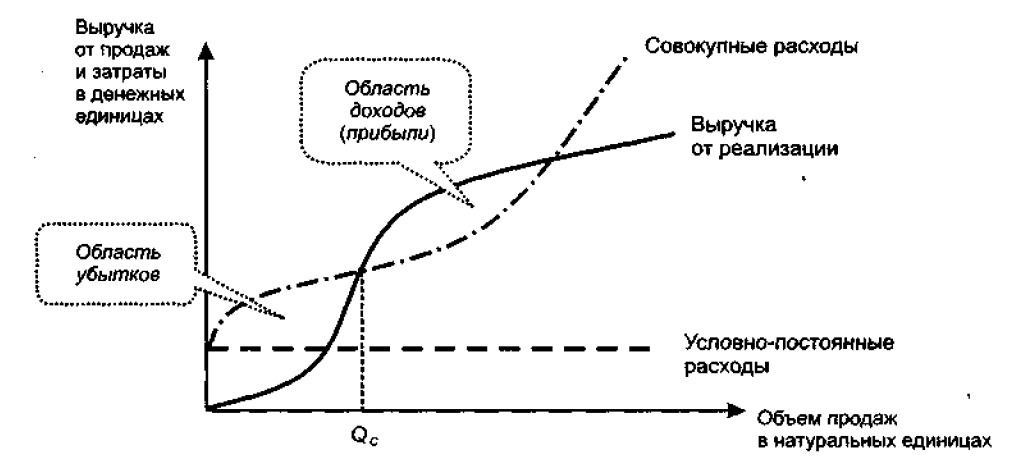 Выручка
от продаж
и затраты
в денежных
единицах
Область
доходов
(прибыли)
Совокупные расходы
Выручка
от реализации
Область
убытков
Условно-постоянные
расходы
Qс
Объем продаж
в натуральных единицах